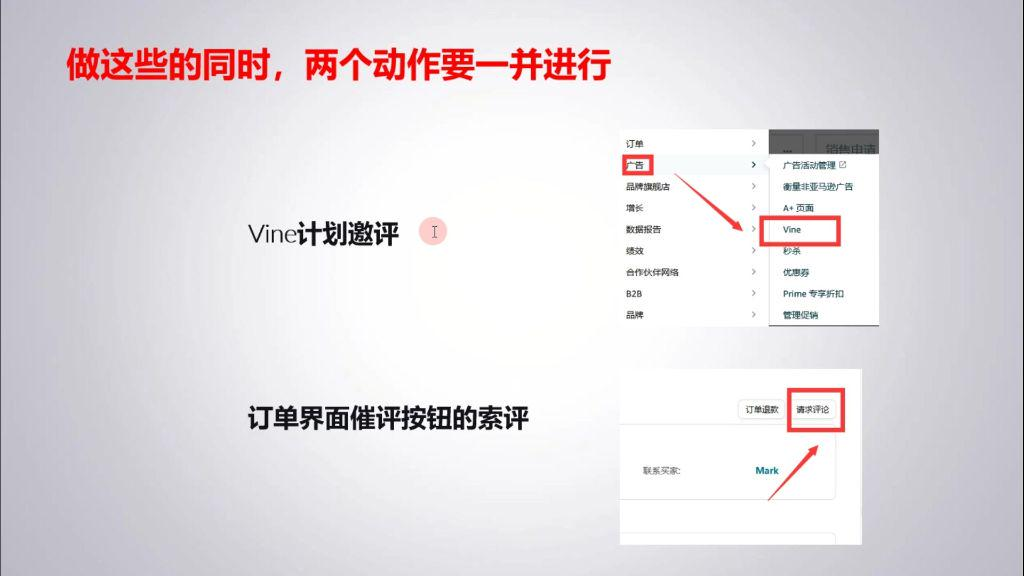 做这些的同时，两个动作要一并进行
订单
广告
品牌旗舰店
增长
数据报告
绩效
合作伙伴网络
B2B
品牌
销售申请
广告活动管理
衡量非亚马逊广告
A+ 页面
Vine
秒杀
优惠券
Prime 专享折扣
管理促销
Vine计划邀评
订单界面催评按钮的索评
订单退款 请求评论
联系买家: Mark